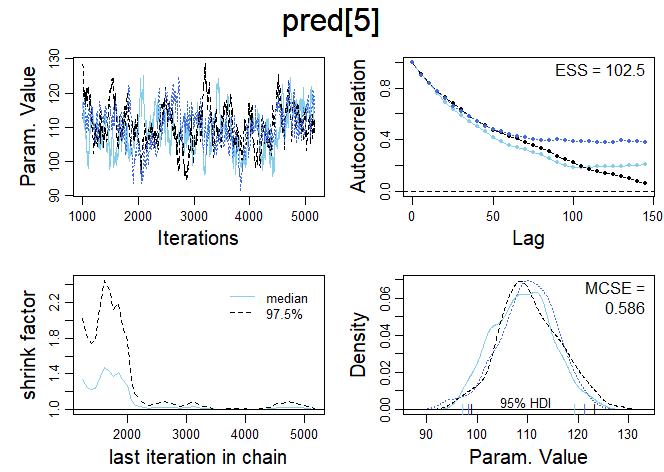 pred[5]
Param. Value
90 100 110 120 130
1000 2000 3000 4000 5000
Iterations
Autocorrelation
0.0 0.4 0.8
ESS = 102.5
0 50 100 150
Lag
shrink factor
1.0 1.4 1.8 2.2
median
97.5%
2000 3000 4000 5000
last iteration in chain
Density
0.00 0.02 0.04 0.06
MCSE =
0.586
95% HDI
90 100 110 120 130
Param. Value